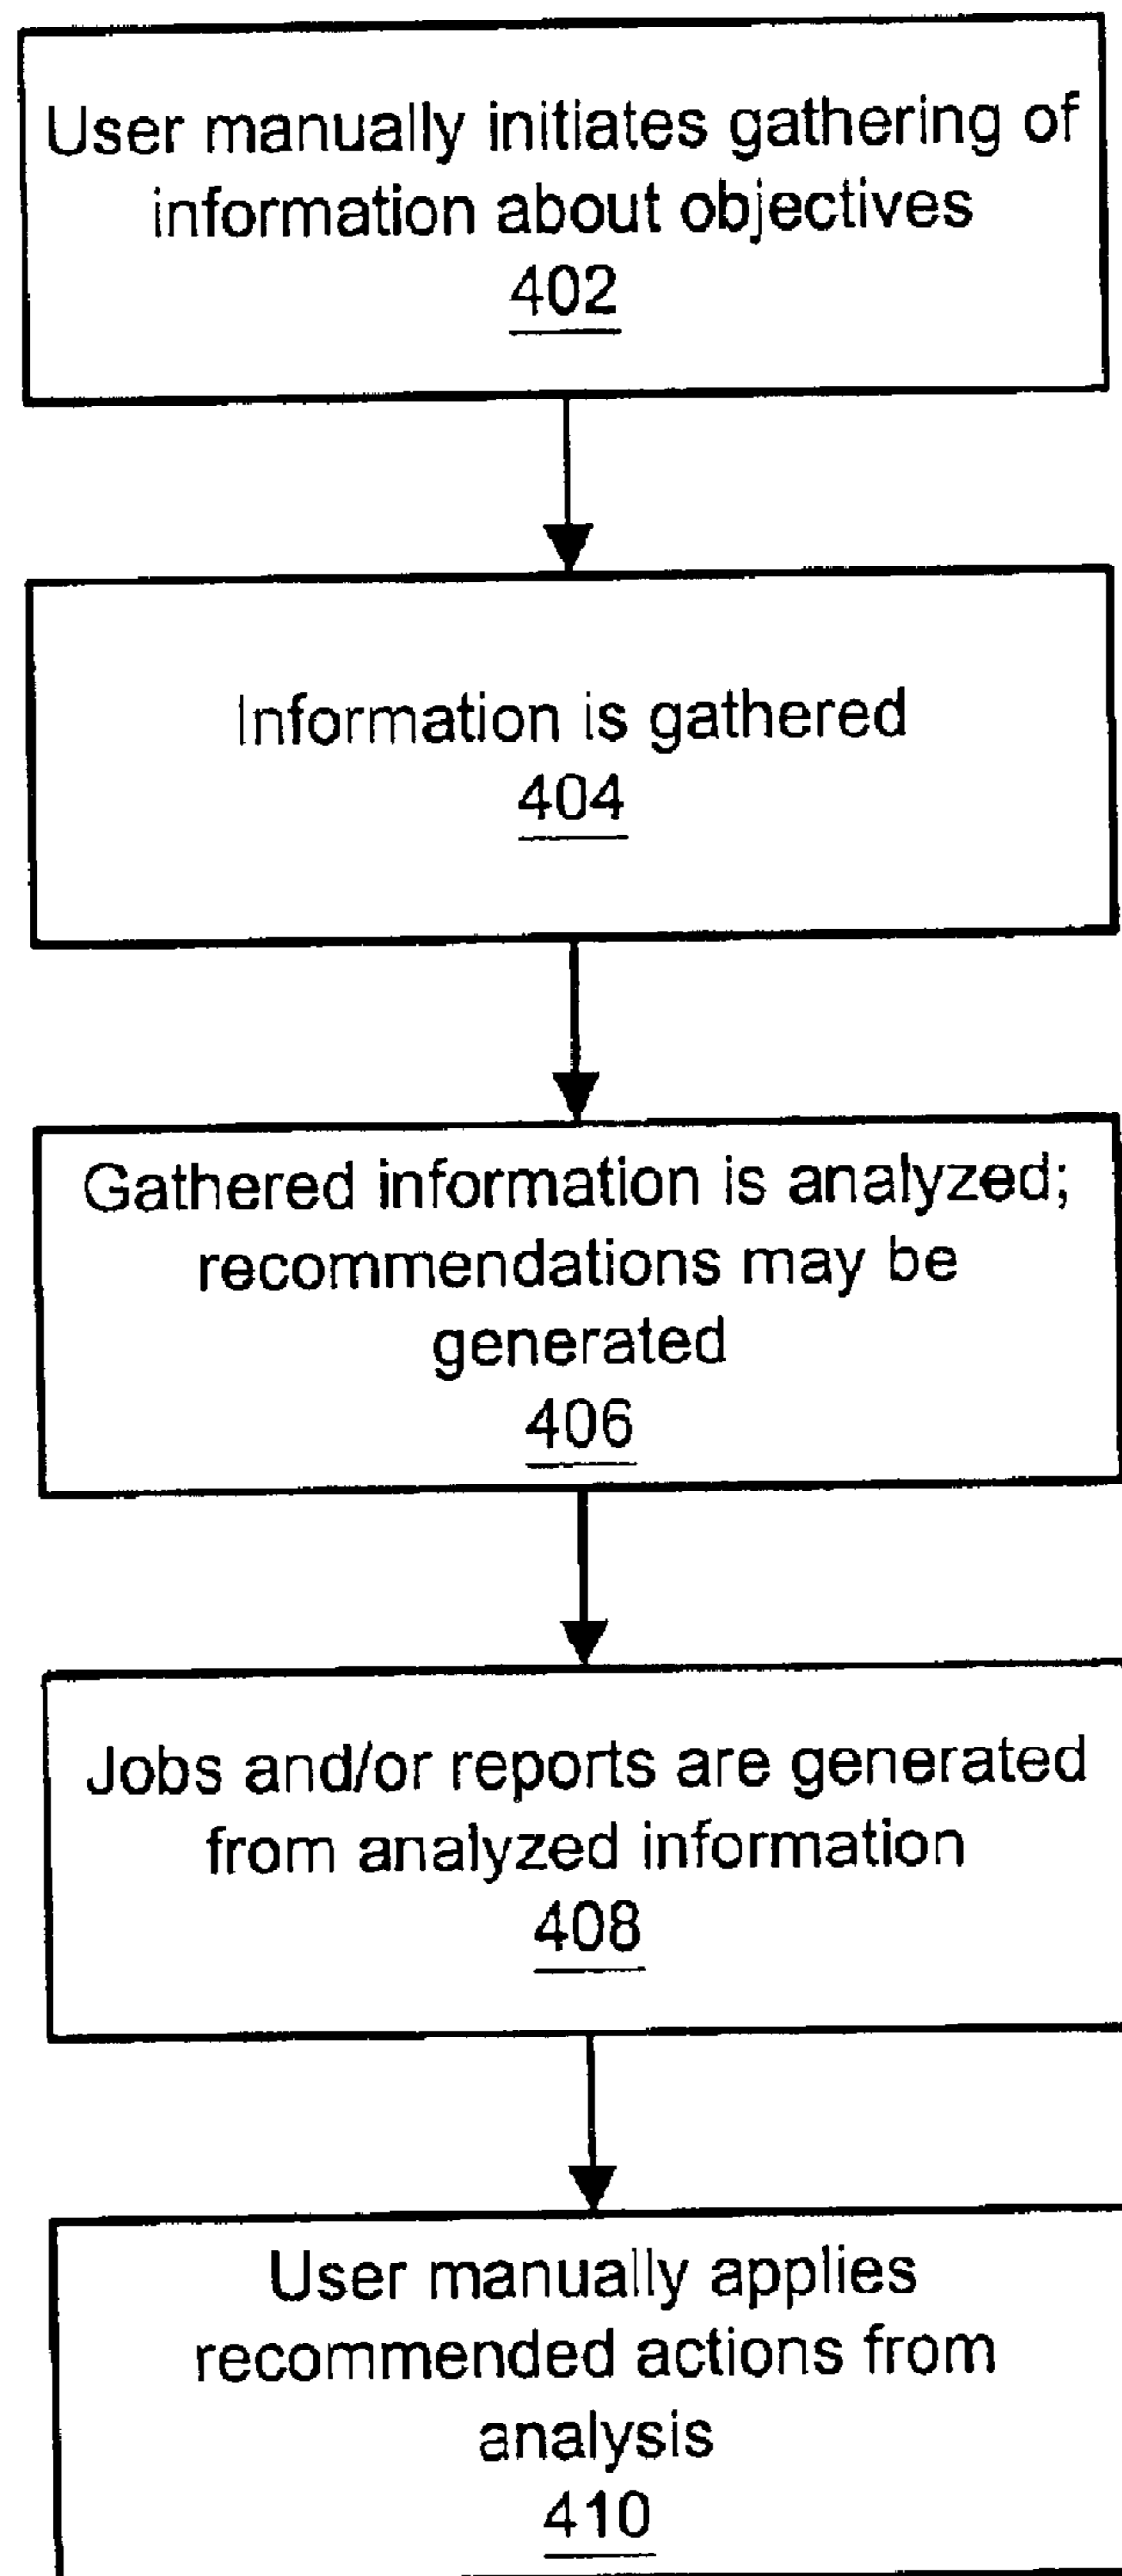 User manually initiates gathering of
information about objectives
402
Information is gathered
404
Gathered information is analyzed;
recommendations may be
generated
406
Jobs and/or reports are generated
from analyzed information
408
User manually applies
recommended actions from
analysis
410